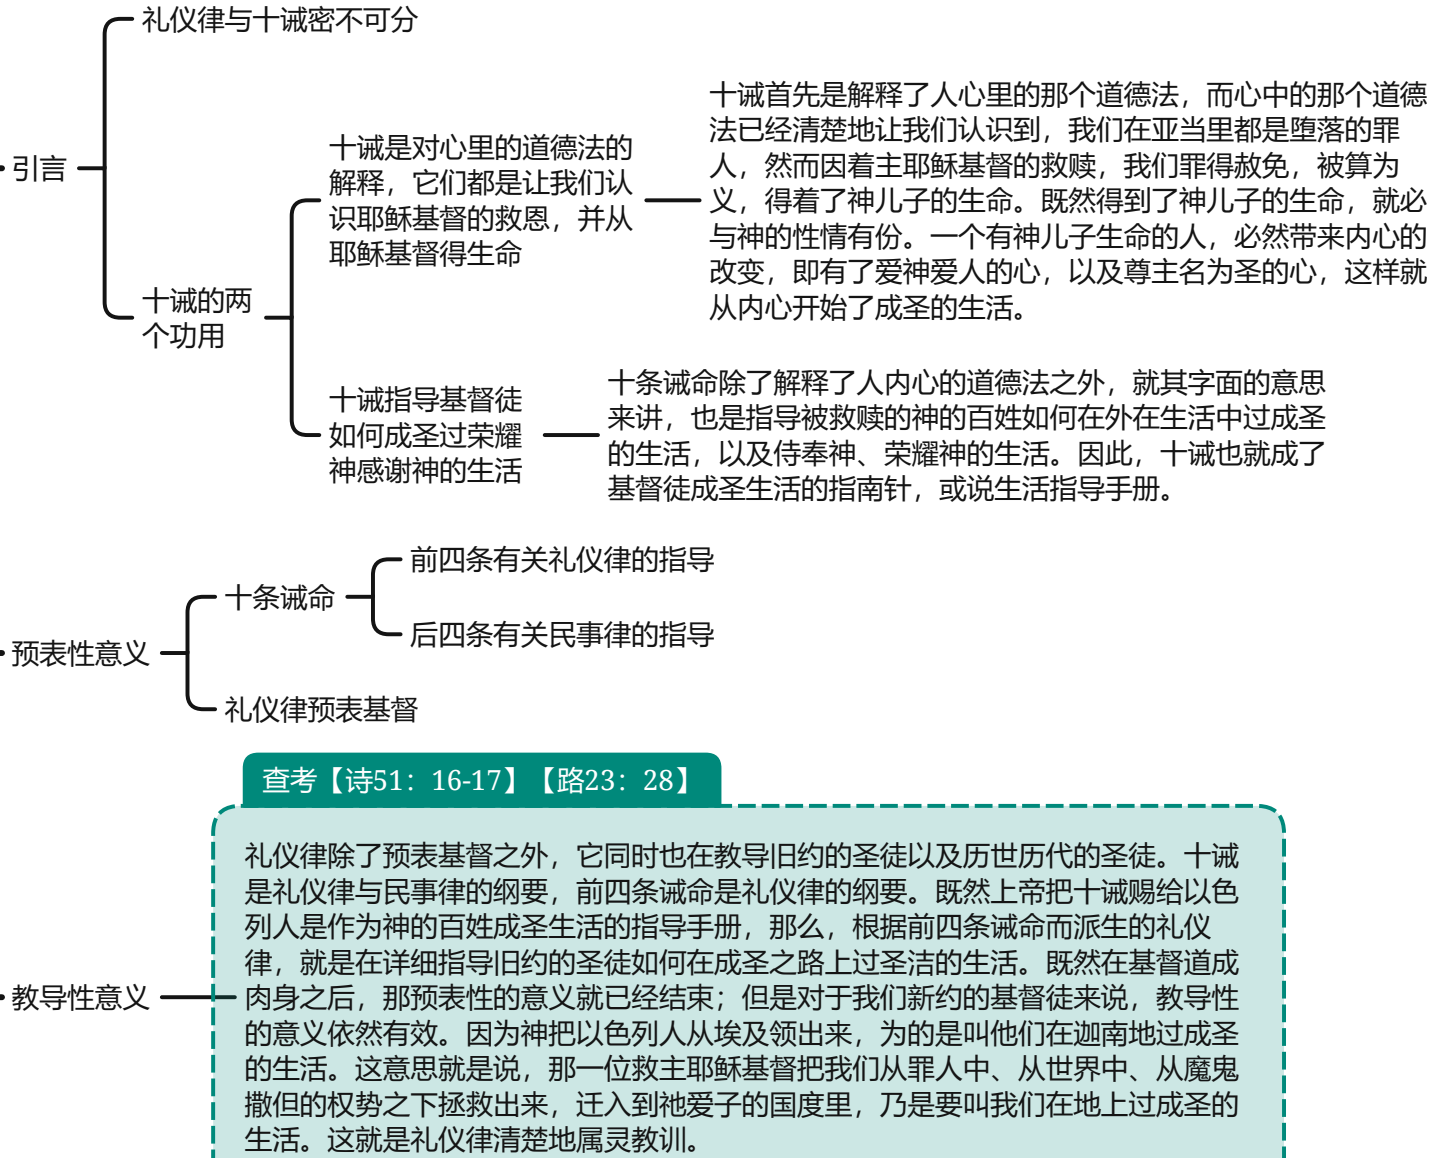 礼仪律与十诫密不可分
引言
十诫的两
个功用
十诫是对心里的道德法的
解释，它们都是让我们认
识耶稣基督的救恩，并从
耶稣基督得生命
十诫首先是解释了人心里的那个道德法，而心中的那个道德
法已经清楚地让我们认识到，我们在亚当里都是堕落的罪
人，然而因着主耶稣基督的救赎，我们罪得赦免，被算为
义，得着了神儿子的生命。既然得到了神儿子的生命，就必
与神的性情有份。一个有神儿子生命的人，必然带来内心的
改变，即有了爱神爱人的心，以及尊主名为圣的心，这样就
从内心开始了成圣的生活。
十诫指导基督徒
如何成圣过荣耀
神感谢神的生活
十条诫命除了解释了人内心的道德法之外，就其字面的意思
来讲，也是指导被救赎的神的百姓如何在外在生活中过成圣
的生活，以及侍奉神、荣耀神的生活。因此，十诫也就成了
基督徒成圣生活的指南针，或说生活指导手册。
预表性意义
十条诫命
前四条有关礼仪律的指导
后四条有关民事律的指导
礼仪律预表基督
教导性意义
查考【诗51：16-17】【路23：28】
礼仪律除了预表基督之外，它同时也在教导旧约的圣徒以及历世历代的圣徒。十诫
是礼仪律与民事律的纲要，前四条诫命是礼仪律的纲要。既然上帝把十诫赐给以色
列人是作为神的百姓成圣生活的指导手册，那么，根据前四条诫命而派生的礼仪
律，就是在详细指导旧约的圣徒如何在成圣之路上过圣洁的生活。既然在基督道成
肉身之后，那预表性的意义就已经结束；但是对于我们新约的基督徒来说，教导性
的意义依然有效。因为神把以色列人从埃及领出来，为的是叫他们在迦南地过成圣
的生活。这意思就是说，那一位救主耶稣基督把我们从罪人中、从世界中、从魔鬼
撒但的权势之下拯救出来，迁入到祂爱子的国度里，乃是要叫我们在地上过成圣的
生活。这就是礼仪律清楚地属灵教训。